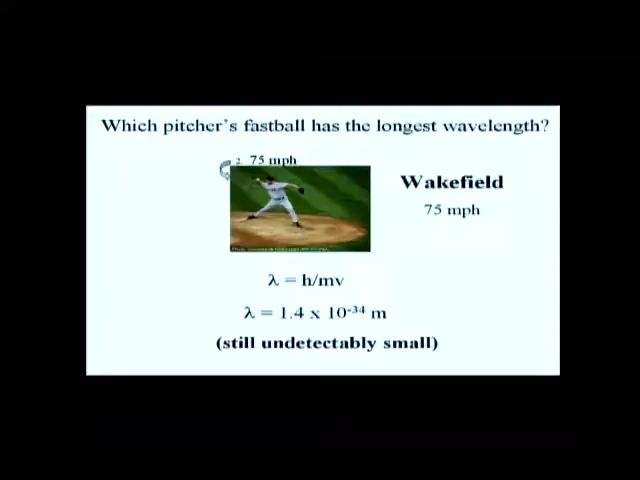 Which pitcher's fastball has the longest wavelength?
2. 75 mph
Wakefield
75 mph
λ = h/mv
λ = 1.4 x 10⁻³⁴ m
(still undetectably small)